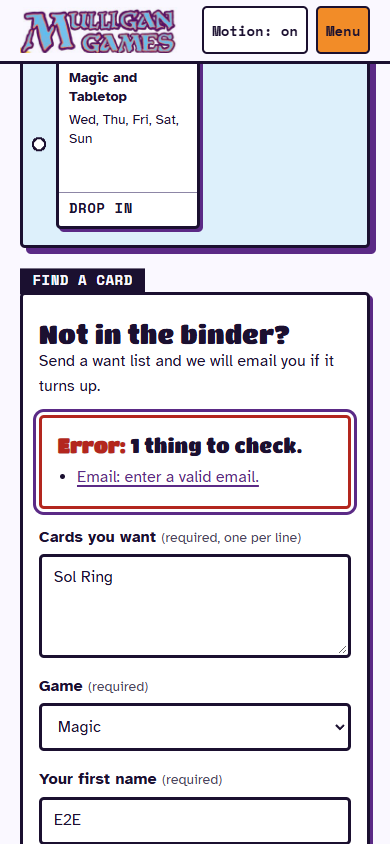 MULLIGAN
GAMES
Motion: on
Menu
Magic and
Tabletop
Wed, Thu, Fri, Sat,
Sun
DROP IN
FIND A CARD
Not in the binder?
Send a want list and we will email you if it
turns up.
Error: 1 thing to check.
• Email: enter a valid email.
Cards you want (required, one per line)
Sol Ring
Game (required)
Magic
Your first name (required)
E2E